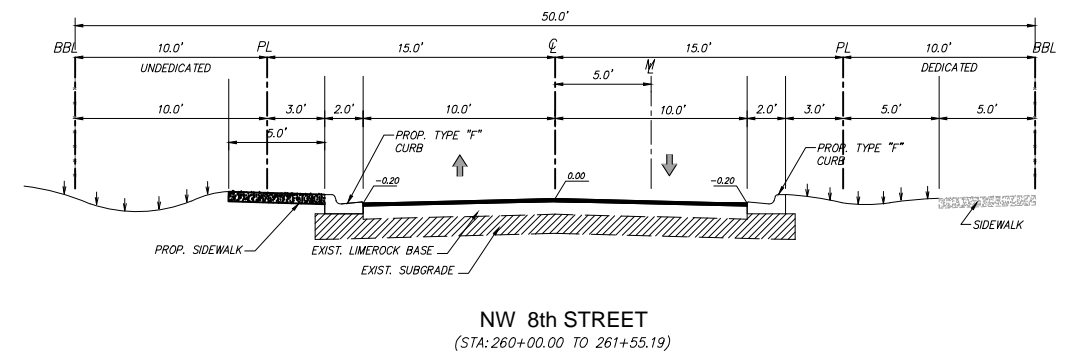 50.0'
BBL 10.0' PL 15.0' ℄ 15.0' PL 10.0' BBL
UNDEDICATED DEDICATED
5.0' M
10.0' 3.0' 2.0' 10.0' 10.0' 2.0' 3.0' 5.0' 5.0'
5.0'
PROP. TYPE "F"
CURB
PROP. TYPE "F"
CURB
-0.20 0.00 -0.20
PROP. SIDEWALK
EXIST. LIMEROCK BASE
EXIST. SUBGRADE
SIDEWALK
NW 8th STREET
(STA: 260+00.00 TO 261+55.19)